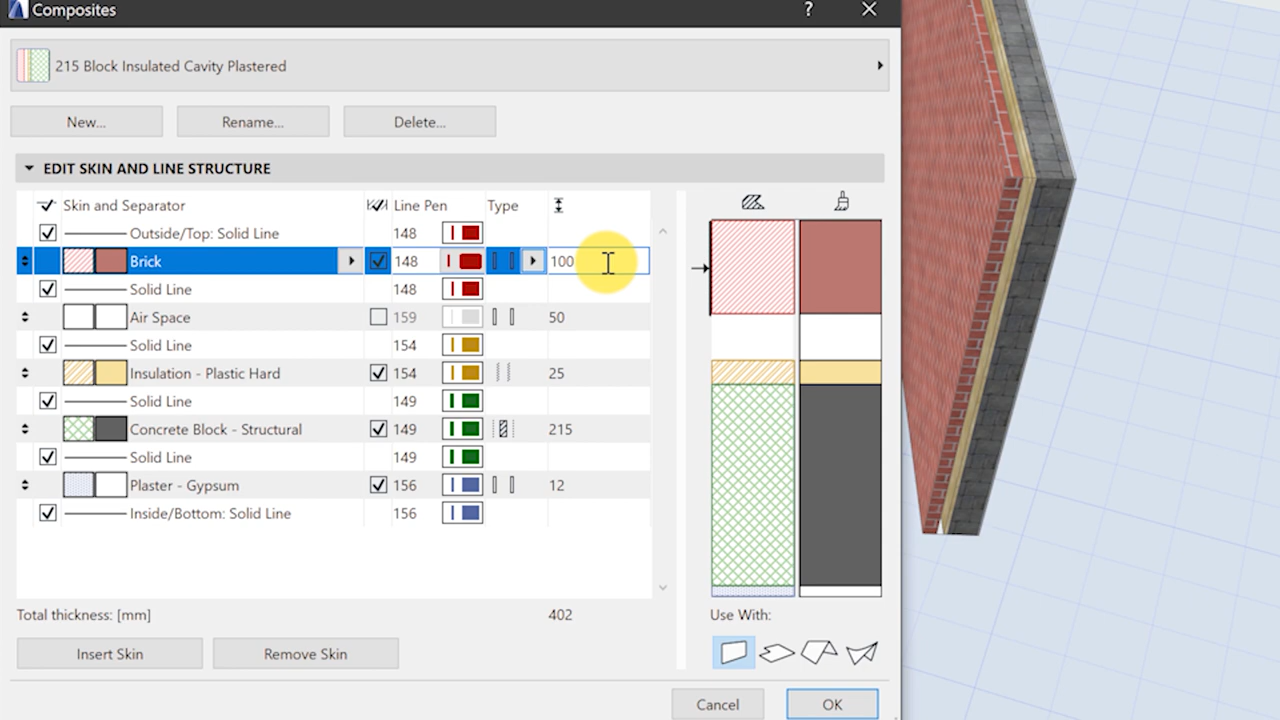 Composites ?
215 Block Insulated Cavity Plastered
New... Rename... Delete...
EDIT SKIN AND LINE STRUCTURE
Skin and Separator Line Pen Type
Outside/Top: Solid Line 148
Brick 148 100
Solid Line 148
Air Space 159 50
Solid Line 154
Insulation - Plastic Hard 154 25
Solid Line 149
Concrete Block - Structural 149 215
Solid Line 149
Plaster - Gypsum 156 12
Inside/Bottom: Solid Line 156
Total thickness: [mm] 402
Use With:
Insert Skin Remove Skin
Cancel OK